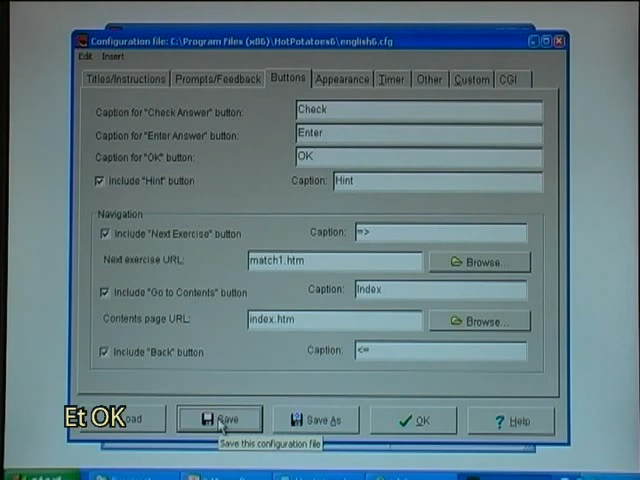 Configuration file: C:\Program Files (x86)\HotPotatoes6\english6.cfg
Edit Insert
Titles/Instructions Prompts/Feedback Buttons Appearance Timer Other Custom CGI
Caption for "Check Answer" button: Check
Caption for "Enter Answer" button: Enter
Caption for "OK" button: OK
Include "Hint" button Caption: Hint
Navigation
Include "Next Exercise" button Caption: =>
Next exercise URL: match1.htm Browse...
Include "Go to Contents" button Caption: Index
Contents page URL: index.htm Browse...
Include "Back" button Caption: <=
Et OK
oad Save Save As OK Help
Save this configuration file
start